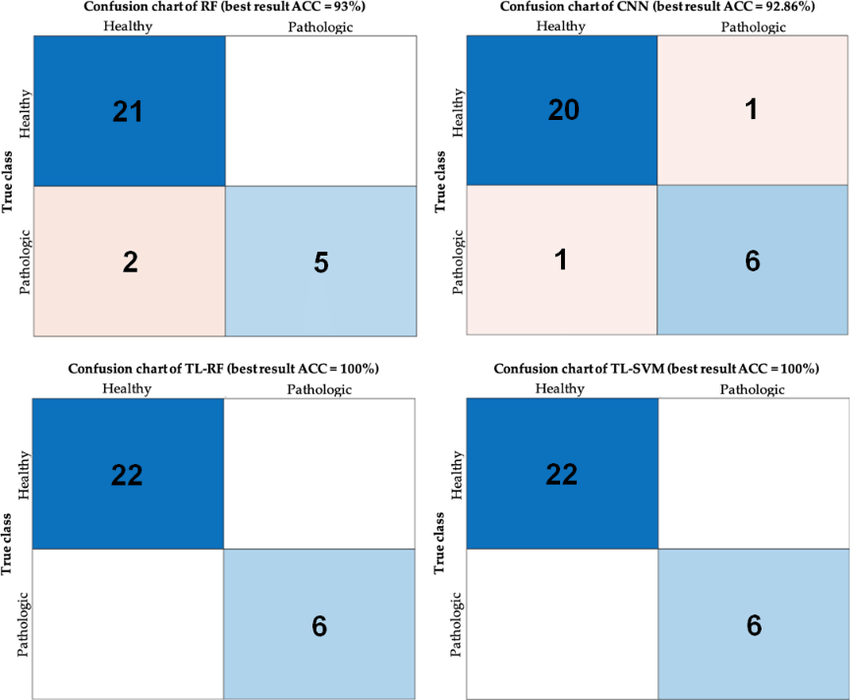 Confusion chart of RF (best result ACC = 93%)
Healthy Pathologic
True class
Healthy
21
Pathologic
2 5
Confusion chart of CNN (best result ACC = 92.86%)
Healthy Pathologic
True class
Healthy
20 1
Pathologic
1 6
Confusion chart of TL-RF (best result ACC = 100%)
Healthy Pathologic
True class
Healthy
22
Pathologic
6
Confusion chart of TL-SVM (best result ACC = 100%)
Healthy Pathologic
True class
Healthy
22
Pathologic
6